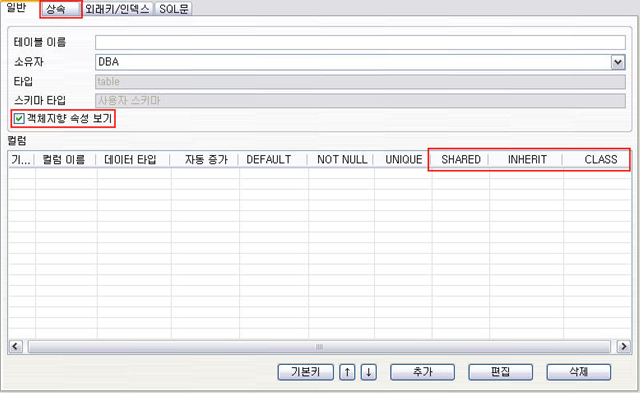 일반 상속 외래키/인덱스 SQL문
테이블 이름
소유자 DBA
타입 table
스키마 타입 사용자 스키마
객체지향 속성 보기
컬럼
기... 컬럼 이름 데이터 타입 자동 증가 DEFAULT NOT NULL UNIQUE SHARED INHERIT CLASS
기본키 ↑ ↓ 추가 편집 삭제